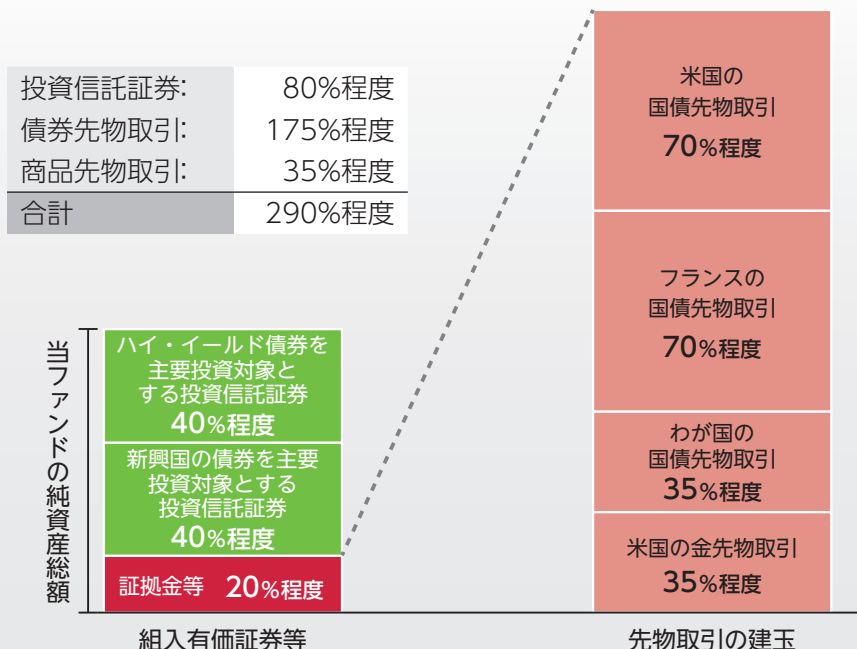 投資信託証券: 80%程度
債券先物取引: 175%程度
商品先物取引: 35%程度
合計 290%程度
当ファンドの純資産総額
ハイ・イールド債券を
主要投資対象と
する投資信託証券
40%程度
新興国の債券を主要
投資対象とする
投資信託証券
40%程度
証拠金等 20%程度
組入有価証券等
米国の
国債先物取引
70%程度
フランスの
国債先物取引
70%程度
わが国の
国債先物取引
35%程度
米国の金先物取引
35%程度
先物取引の建玉